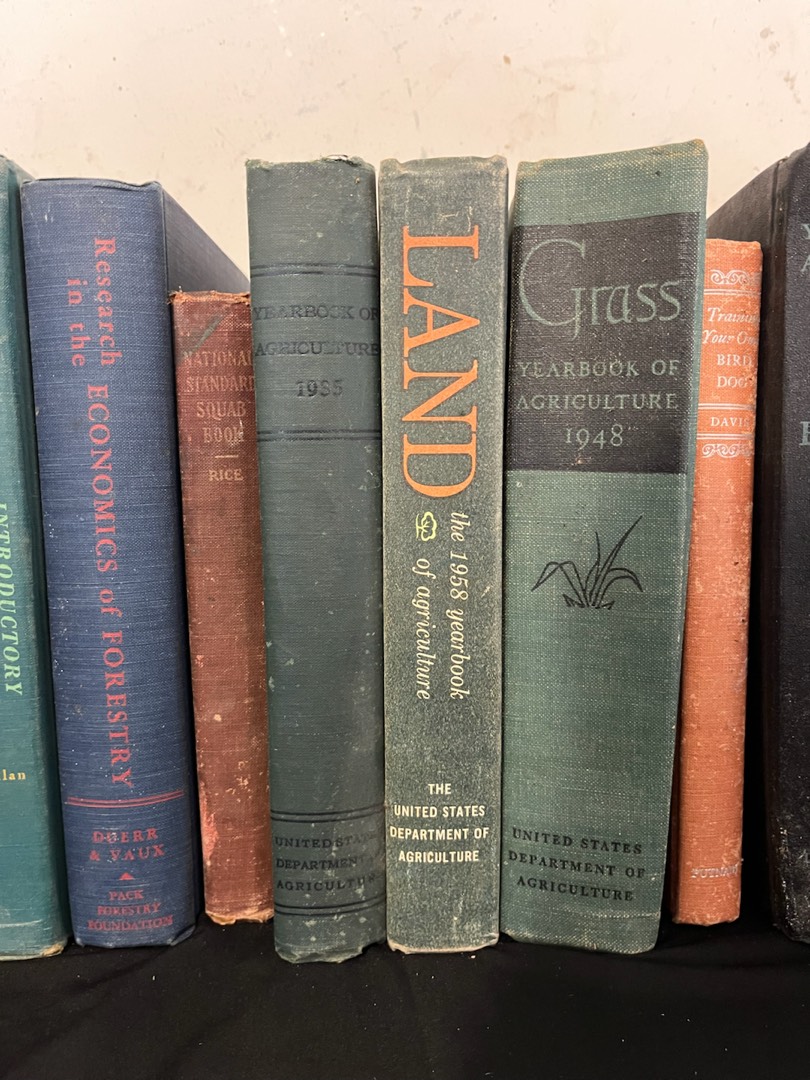 INTRODUCTORY
lan
Research
in the
ECONOMICS of FORESTRY
DUERR
& VAUX
PACK
FORESTRY
FOUNDATION
NATIONAL
STANDARD
SQUAB
BOOK
RICE
YEARBOOK OF
AGRICULTURE
UNITED STATES
DEPARTMENT
AGRICULTURE
LAND
the 1958 yearbook
of agriculture
THE
UNITED STATES
DEPARTMENT OF
AGRICULTURE
Grass
YEARBOOK OF
AGRICULTURE
1948
UNITED STATES
DEPARTMENT OF
AGRICULTURE
Training
Your Own
BIRD
DOG
DAVIS
PUTNAM